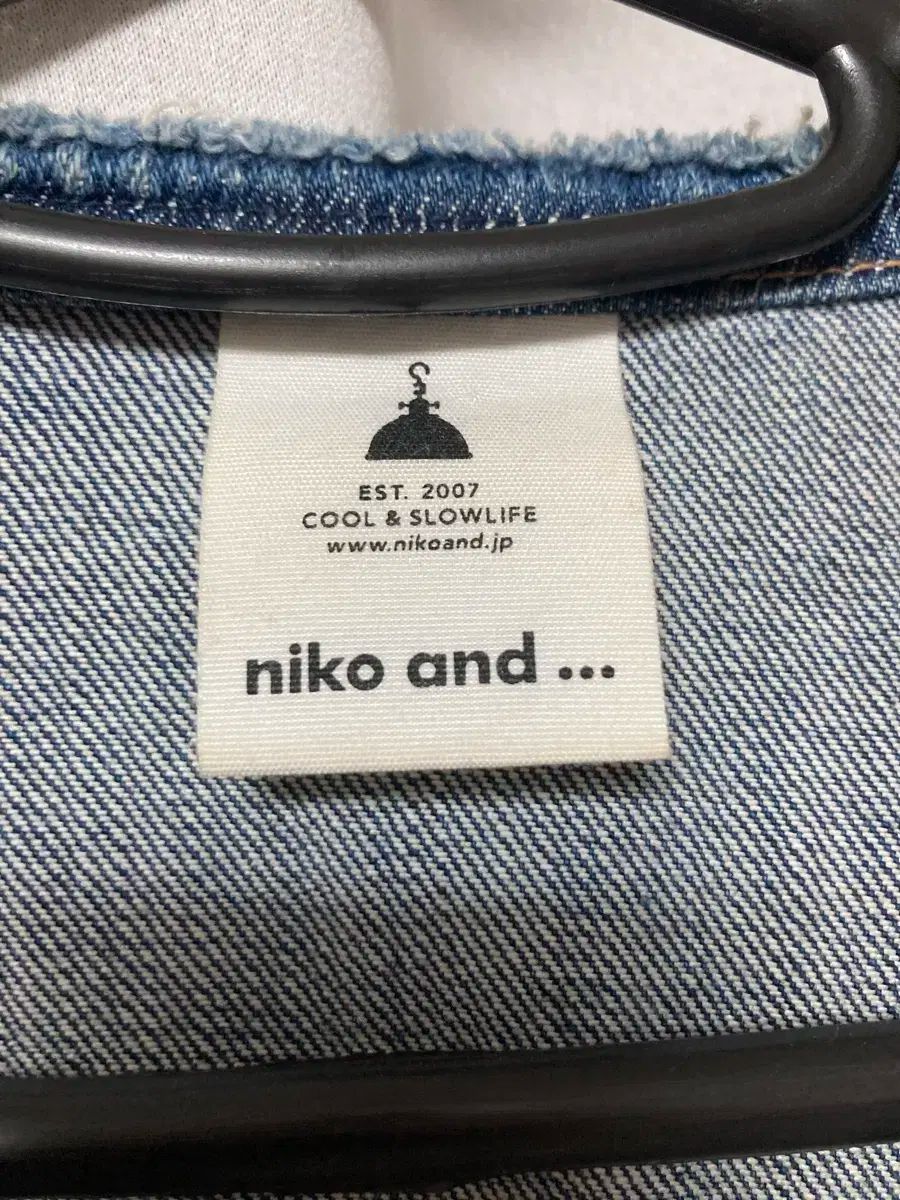 EST. 2007
COOL & SLOWLIFE
www.nikoand.jp
niko and ...